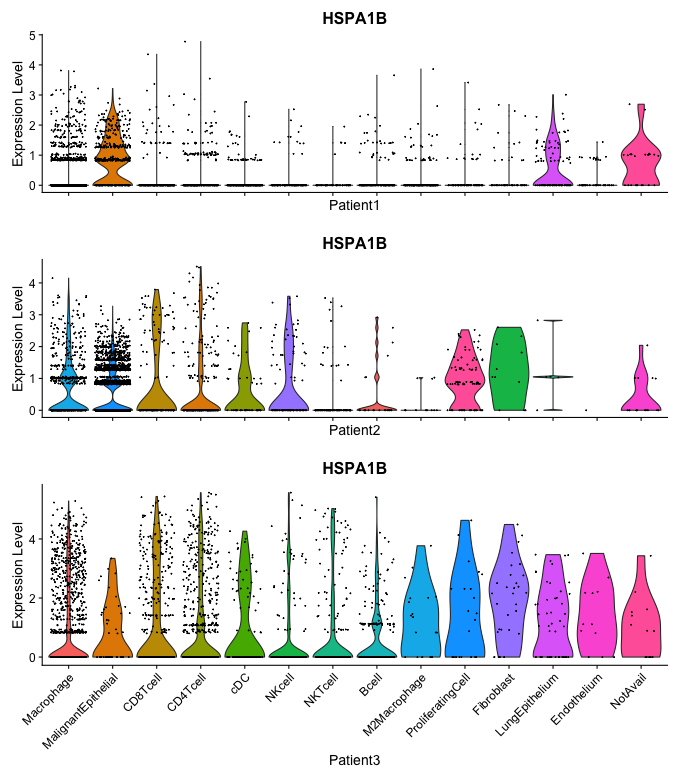 HSPA1B
Expression Level
5
4
3
2
1
0
Patient1
HSPA1B
Expression Level
4
3
2
1
0
Patient2
HSPA1B
Expression Level
4
2
0
Macrophage
MalignantEpithelial
CD8Tcell
CD4Tcell
cDC
NKcell
NKTcell
Bcell
M2Macrophage
ProliferatingCell
Fibroblast
LungEpithelium
Endothelium
NotAvail
Patient3